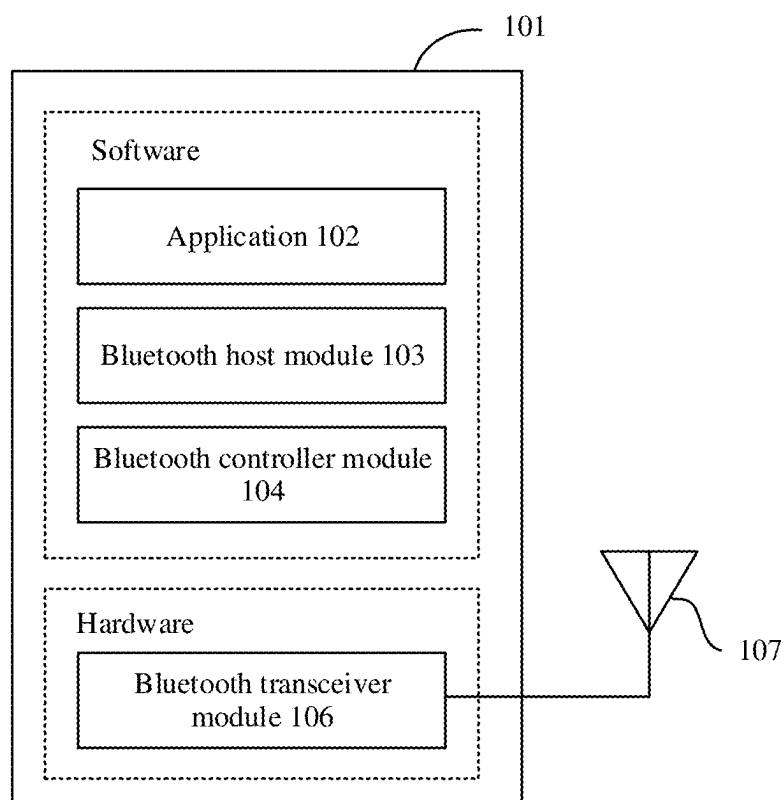 101
Software
Application 102
Bluetooth host module 103
Bluetooth controller module
104
Hardware
Bluetooth transceiver
module 106
107